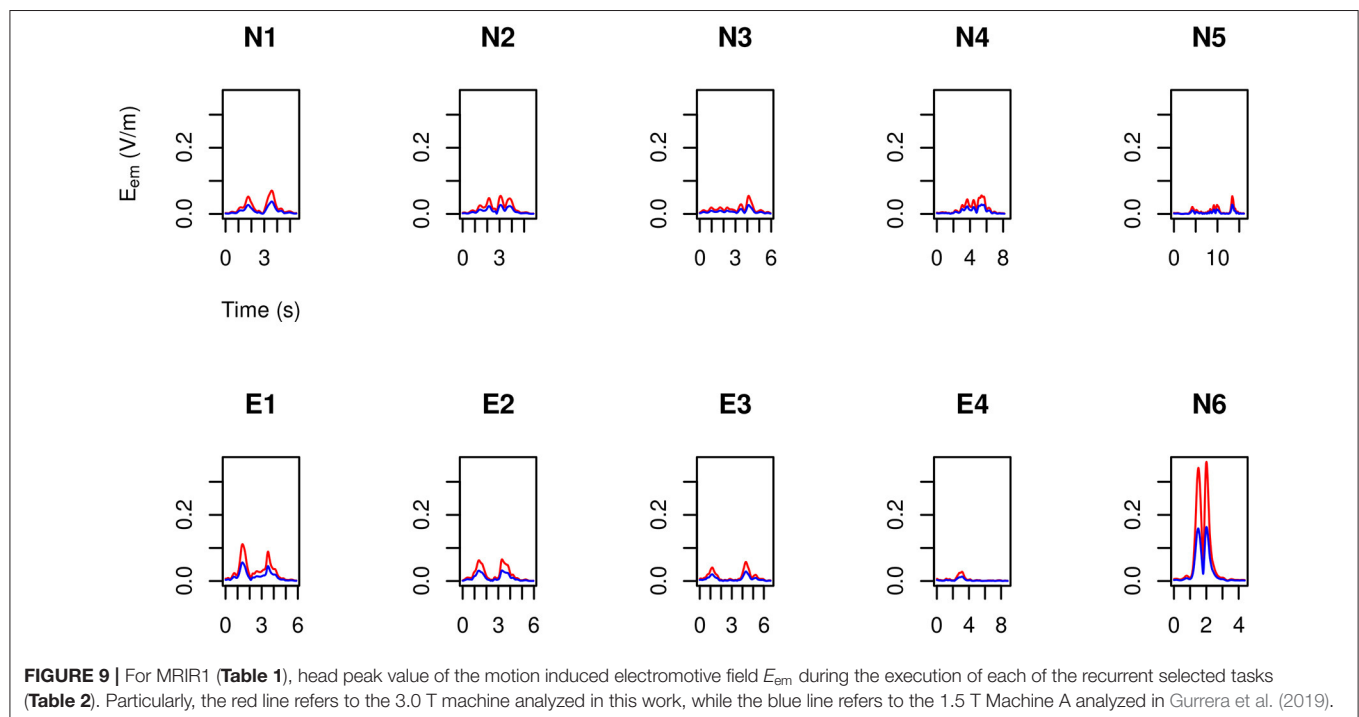 N1 N2 N3 N4 N5
E_em (V/m)
0.0 0.2 0.0 0.2 0.0 0.2 0.0 0.2 0.0 0.2
0 3 0 3 0 3 6 0 4 8 0 10
Time (s)
E1 E2 E3 E4 N6
0.0 0.2 0.0 0.2 0.0 0.2 0.0 0.2 0.0 0.2
0 3 6 0 3 6 0 3 6 0 4 8 0 2 4
FIGURE 9 | For MRIR1 (Table 1), head peak value of the motion induced electromotive field E_em during the execution of each of the recurrent selected tasks
(Table 2). Particularly, the red line refers to the 3.0 T machine analyzed in this work, while the blue line refers to the 1.5 T Machine A analyzed in Gurrera et al. (2019).